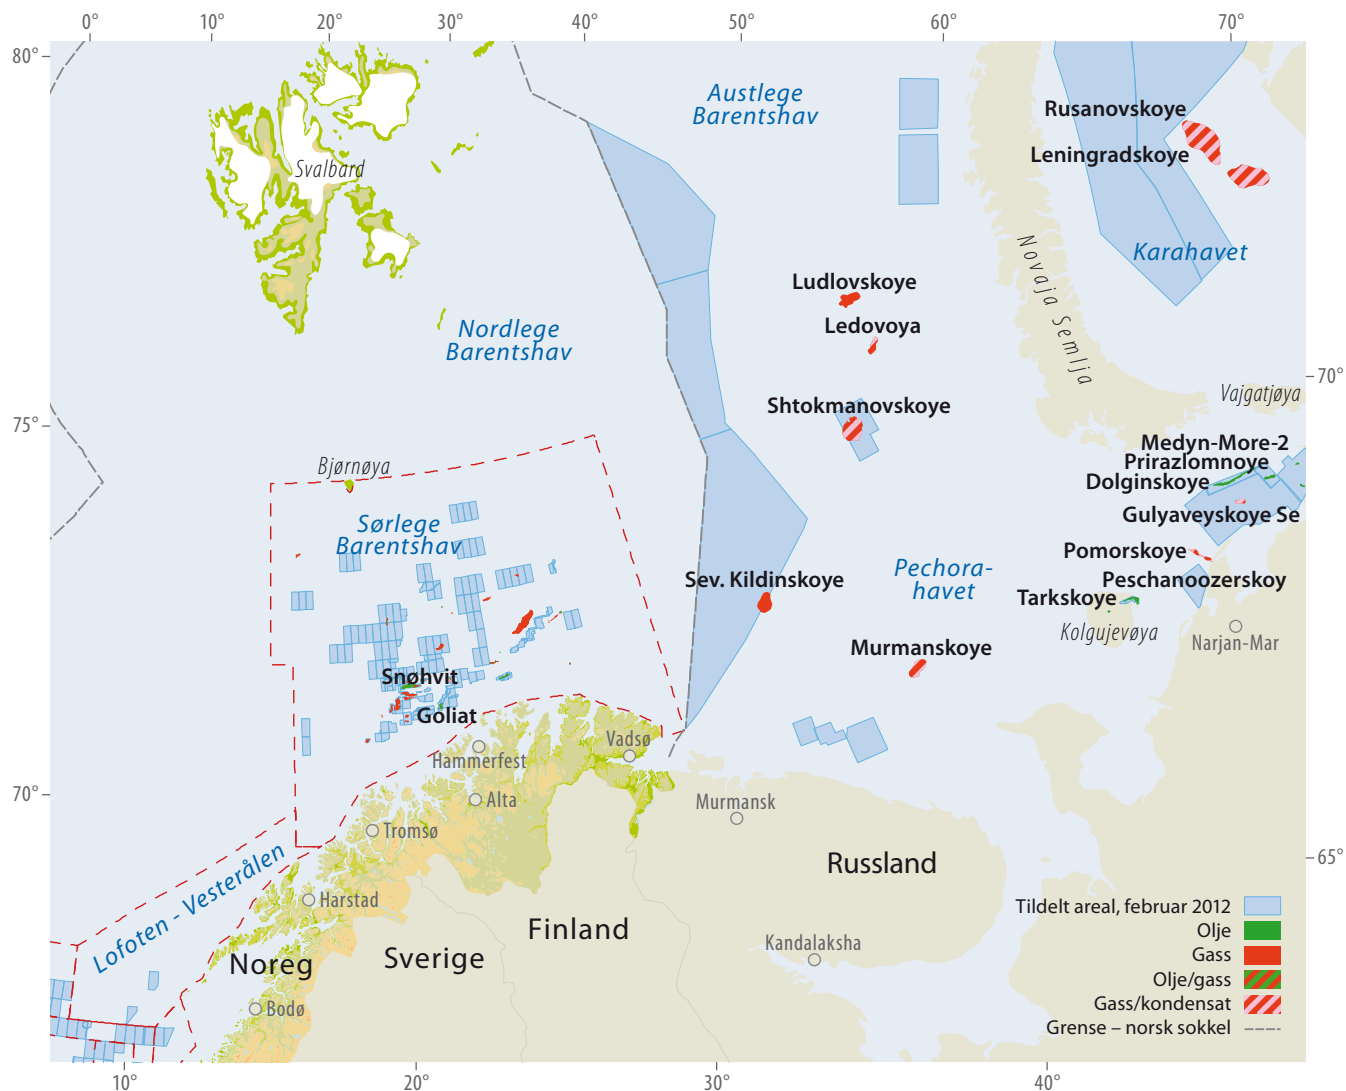 0°
10°
20°
30°
40°
50°
60°
70°
80°
Austlege
Barentshav
Rusanovskoye
Leningradskoye
Svalbard
Karahavet
Novaja Semlja
Ludlovskoye
Ledovoya
Nordlege
Barentshav
70°
Vajgatjøya
Shtokmanovskoye
75°
Medyn-More-2
Prirazlomnoye
Dolginskoye
Bjørnøya
Gulyaveyskoye Se
Sørlege
Barentshav
Pomorskoye
Pechora-
havet
Sev. Kildinskoye
Peschanoozerskoy
Tarkskoye
Kolgujevøya
Narjan-Mar
Murmanskoye
Snøhvit
Goliat
Vadsø
Hammerfest
70°
Alta
Murmansk
Tromsø
65°
Russland
Lofoten - Vesterålen
Harstad
Tildelt areal, februar 2012
Finland
Olje
Kandalaksha
Noreg
Sverige
Gass
Olje/gass
Gass/kondensat
Bodø
Grense – norsk sokkel
10°
20°
30°
40°